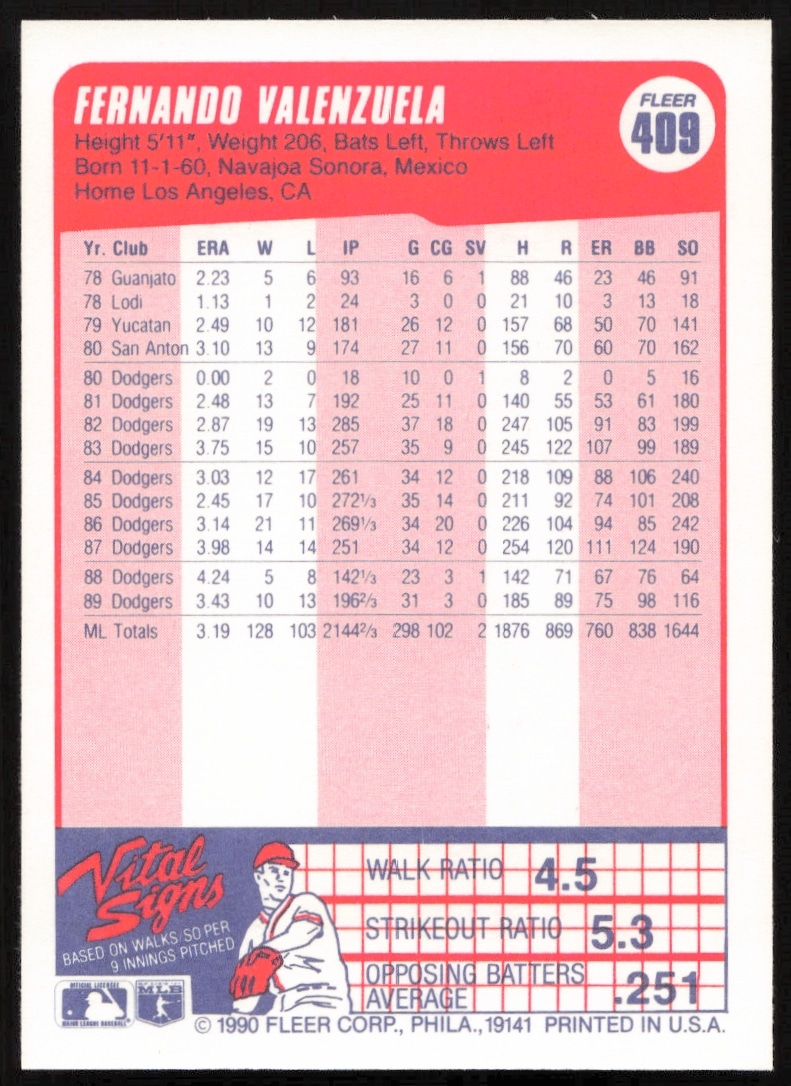 FERNANDO VALENZUELA
Height 5'11", Weight 206, Bats Left, Throws Left
Born 11-1-60, Navajoa Sonora, Mexico
Home Los Angeles, CA
FLEER
409
Yr. Club ERA W L IP G CG SV H R ER BB SO
78 Guanjato 2.23 5 6 93 16 6 1 88 46 23 46 91
78 Lodi 1.13 1 2 24 3 0 0 21 10 3 13 18
79 Yucatan 2.49 10 12 181 26 12 0 157 68 50 70 141
80 San Anton 3.10 13 9 174 27 11 0 156 70 60 70 162
80 Dodgers 0.00 2 0 18 10 0 1 8 2 0 5 16
81 Dodgers 2.48 13 7 192 25 11 0 140 55 53 61 180
82 Dodgers 2.87 19 13 285 37 18 0 247 105 91 83 199
83 Dodgers 3.75 15 10 257 35 9 0 245 122 107 99 189
84 Dodgers 3.03 12 17 261 34 12 0 218 109 88 106 240
85 Dodgers 2.45 17 10 272 1/3 35 14 0 211 92 74 101 208
86 Dodgers 3.14 21 11 269 1/3 34 20 0 226 104 94 85 242
87 Dodgers 3.98 14 14 251 34 12 0 254 120 111 124 190
88 Dodgers 4.24 5 8 142 1/3 23 3 1 142 71 67 76 64
89 Dodgers 3.43 10 13 196 2/3 31 3 0 185 89 75 98 116
ML Totals 3.19 128 103 2144 2/3 298 102 2 1876 869 760 838 1644
Vital
Signs
BASED ON WALKS/SO PER
9 INNINGS PITCHED
WALK RATIO 4.5
STRIKEOUT RATIO 5.3
OPPOSING BATTERS
AVERAGE .251
OFFICIAL LICENSEE
MAJOR LEAGUE BASEBALL
MLB
© 1990 FLEER CORP., PHILA.,19141 PRINTED IN U.S.A.